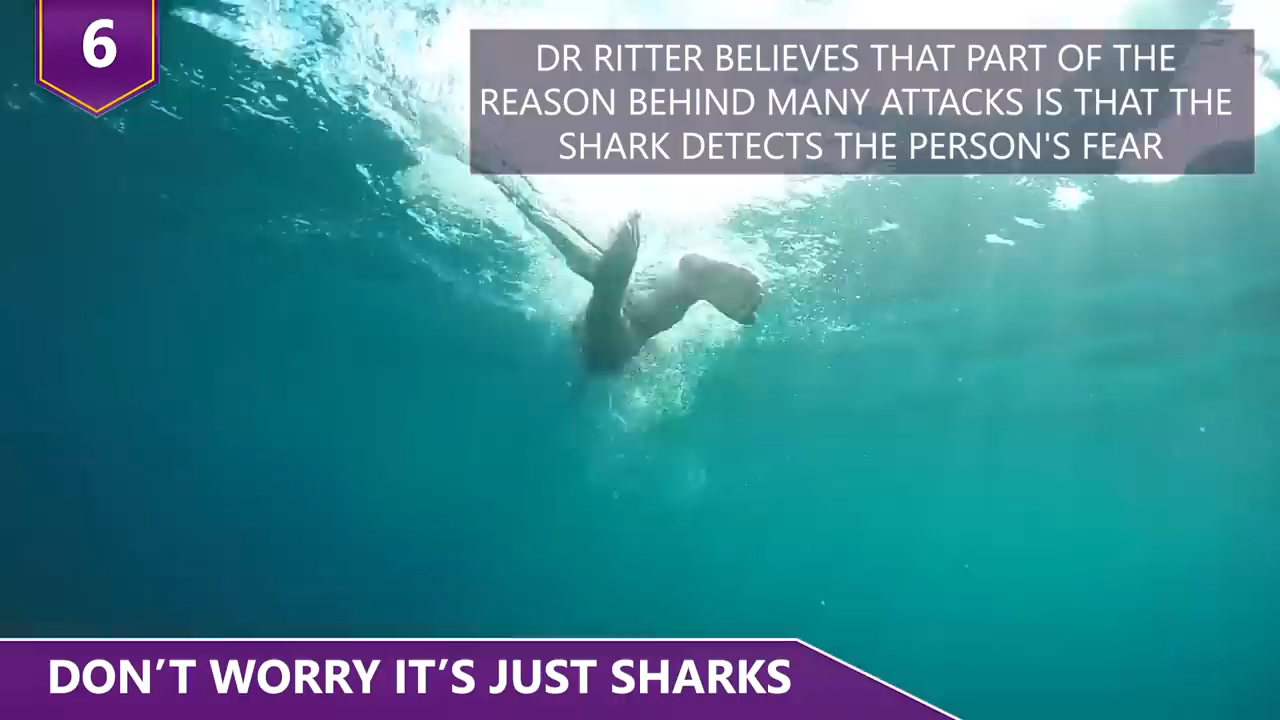 6
DR RITTER BELIEVES THAT PART OF THE
REASON BEHIND MANY ATTACKS IS THAT THE
SHARK DETECTS THE PERSON'S FEAR
DON’T WORRY IT’S JUST SHARKS